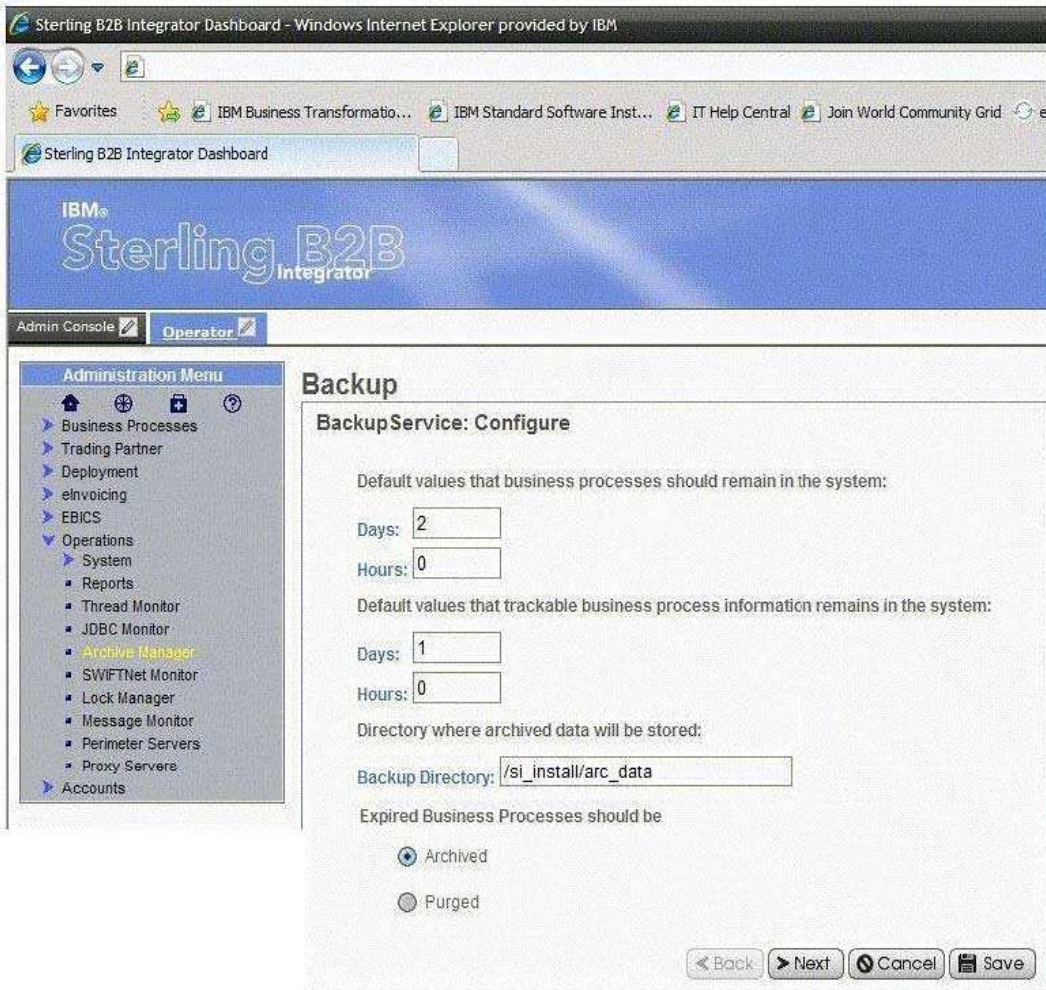 Sterling B2B Integrator Dashboard - Windows Internet Explorer provided by IBM
Favorites IBM Business Transformatio... IBM Standard Software Inst... IT Help Central Join World Community Grid e
Sterling B2B Integrator Dashboard
IBM®
Sterling B2B
Integrator
Admin Console Operator
Administration Menu
Business Processes
Trading Partner
Deployment
eInvoicing
EBICS
Operations
System
Reports
Thread Monitor
JDBC Monitor
Archive Manager
SWIFTNet Monitor
Lock Manager
Message Monitor
Perimeter Servers
Proxy Servers
Accounts
Backup
BackupService: Configure
Default values that business processes should remain in the system:
Days: 2
Hours: 0
Default values that trackable business process information remains in the system:
Days: 1
Hours: 0
Directory where archived data will be stored:
Backup Directory: /si_install/arc_data
Expired Business Processes should be
Archived
Purged
Back Next Cancel Save